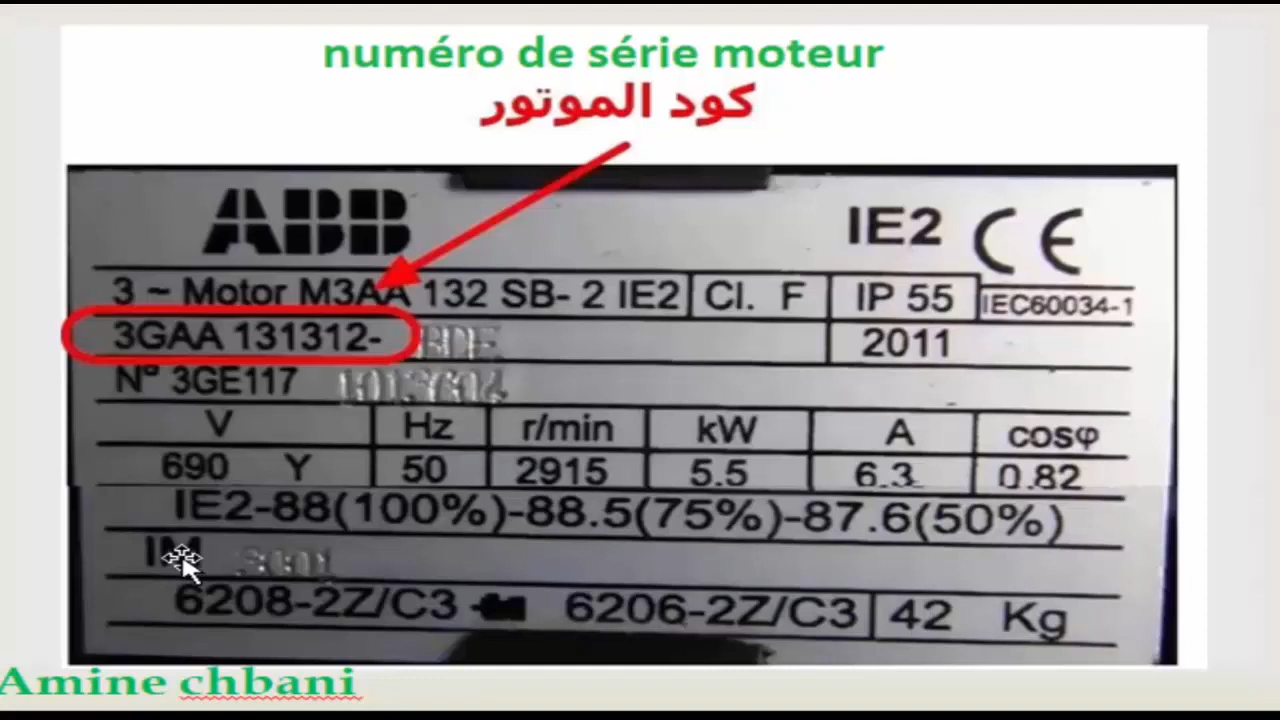 numéro de série moteur
كود الموتور
ABB IE2 CE
3 ~ Motor M3AA 132 SB- 2 IE2 Cl. F IP 55 IEC60034-1
3GAA 131312- BDE 2011
Nº 3GE117
V Hz r/min kW A cosφ
690 Y 50 2915 5.5 6.3 0.82
IE2-88(100%)-88.5(75%)-87.6(50%)
IM 3001
6208-2Z/C3 6206-2Z/C3 42 Kg
Amine chbani